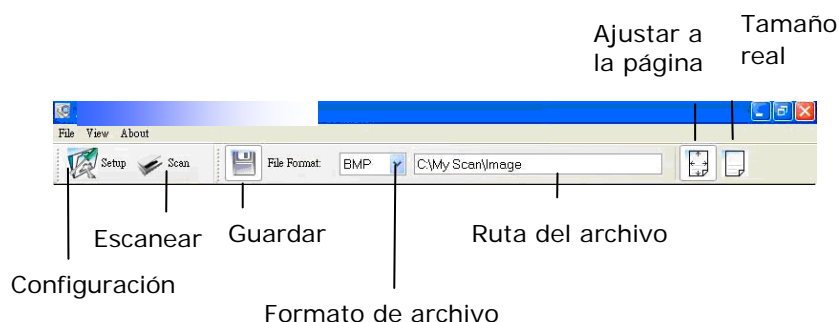 Ajustar a
la página
Tamaño
real
File View About
Setup Scan File Format: BMP C:\My Scan\Image
Escanear
Guardar
Ruta del archivo
Configuración
Formato de archivo